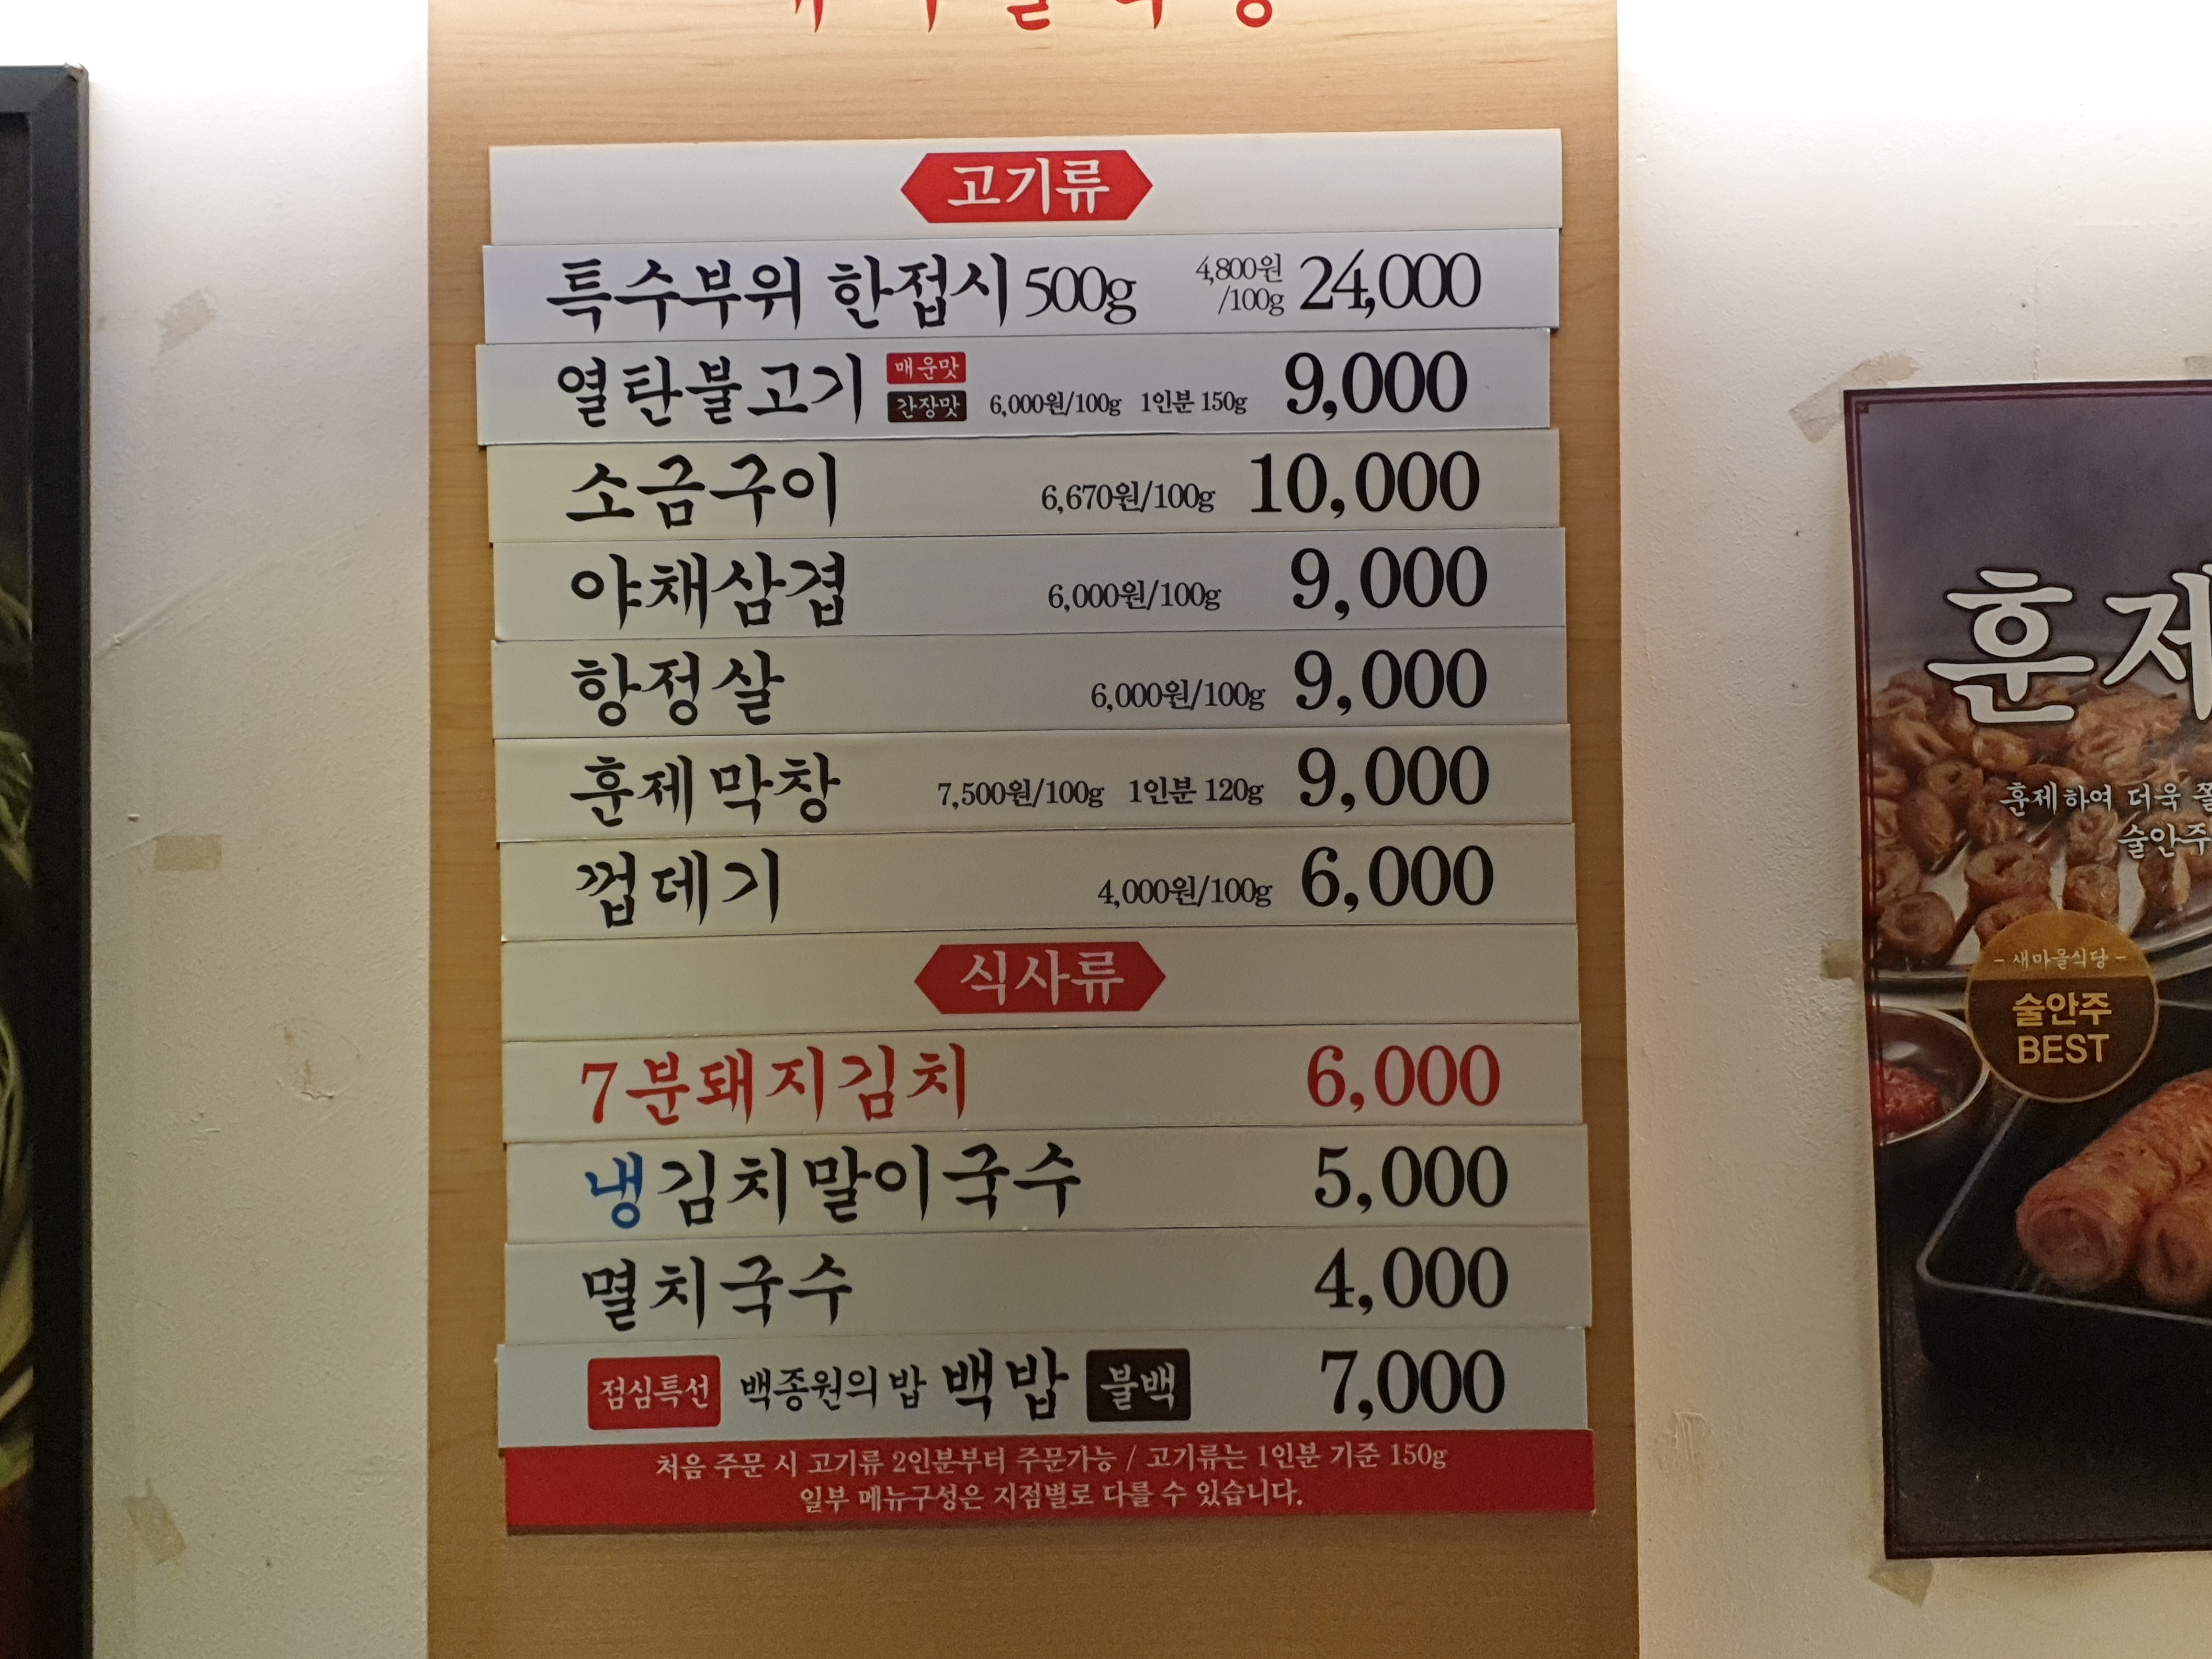 고기류
특수부위 한접시 500g 4,800원/100g 24,000
열탄불고기 매운맛 간장맛 6,000원/100g 1인분 150g 9,000
소금구이 6,670원/100g 10,000
야채삼겹 6,000원/100g 9,000
항정살 6,000원/100g 9,000
훈제막창 7,500원/100g 1인분 120g 9,000
껍데기 4,000원/100g 6,000
식사류
7분돼지김치 6,000
냉김치말이국수 5,000
멸치국수 4,000
점심특선 백종원의 밥 백밥 불백 7,000
처음 주문 시 고기류 2인분부터 주문가능 / 고기류는 1인분 기준 150g
일부 메뉴구성은 지점별로 다를 수 있습니다.
훈제
훈제하여 더욱
술안주
- 새마을식당 -
술안주
BEST